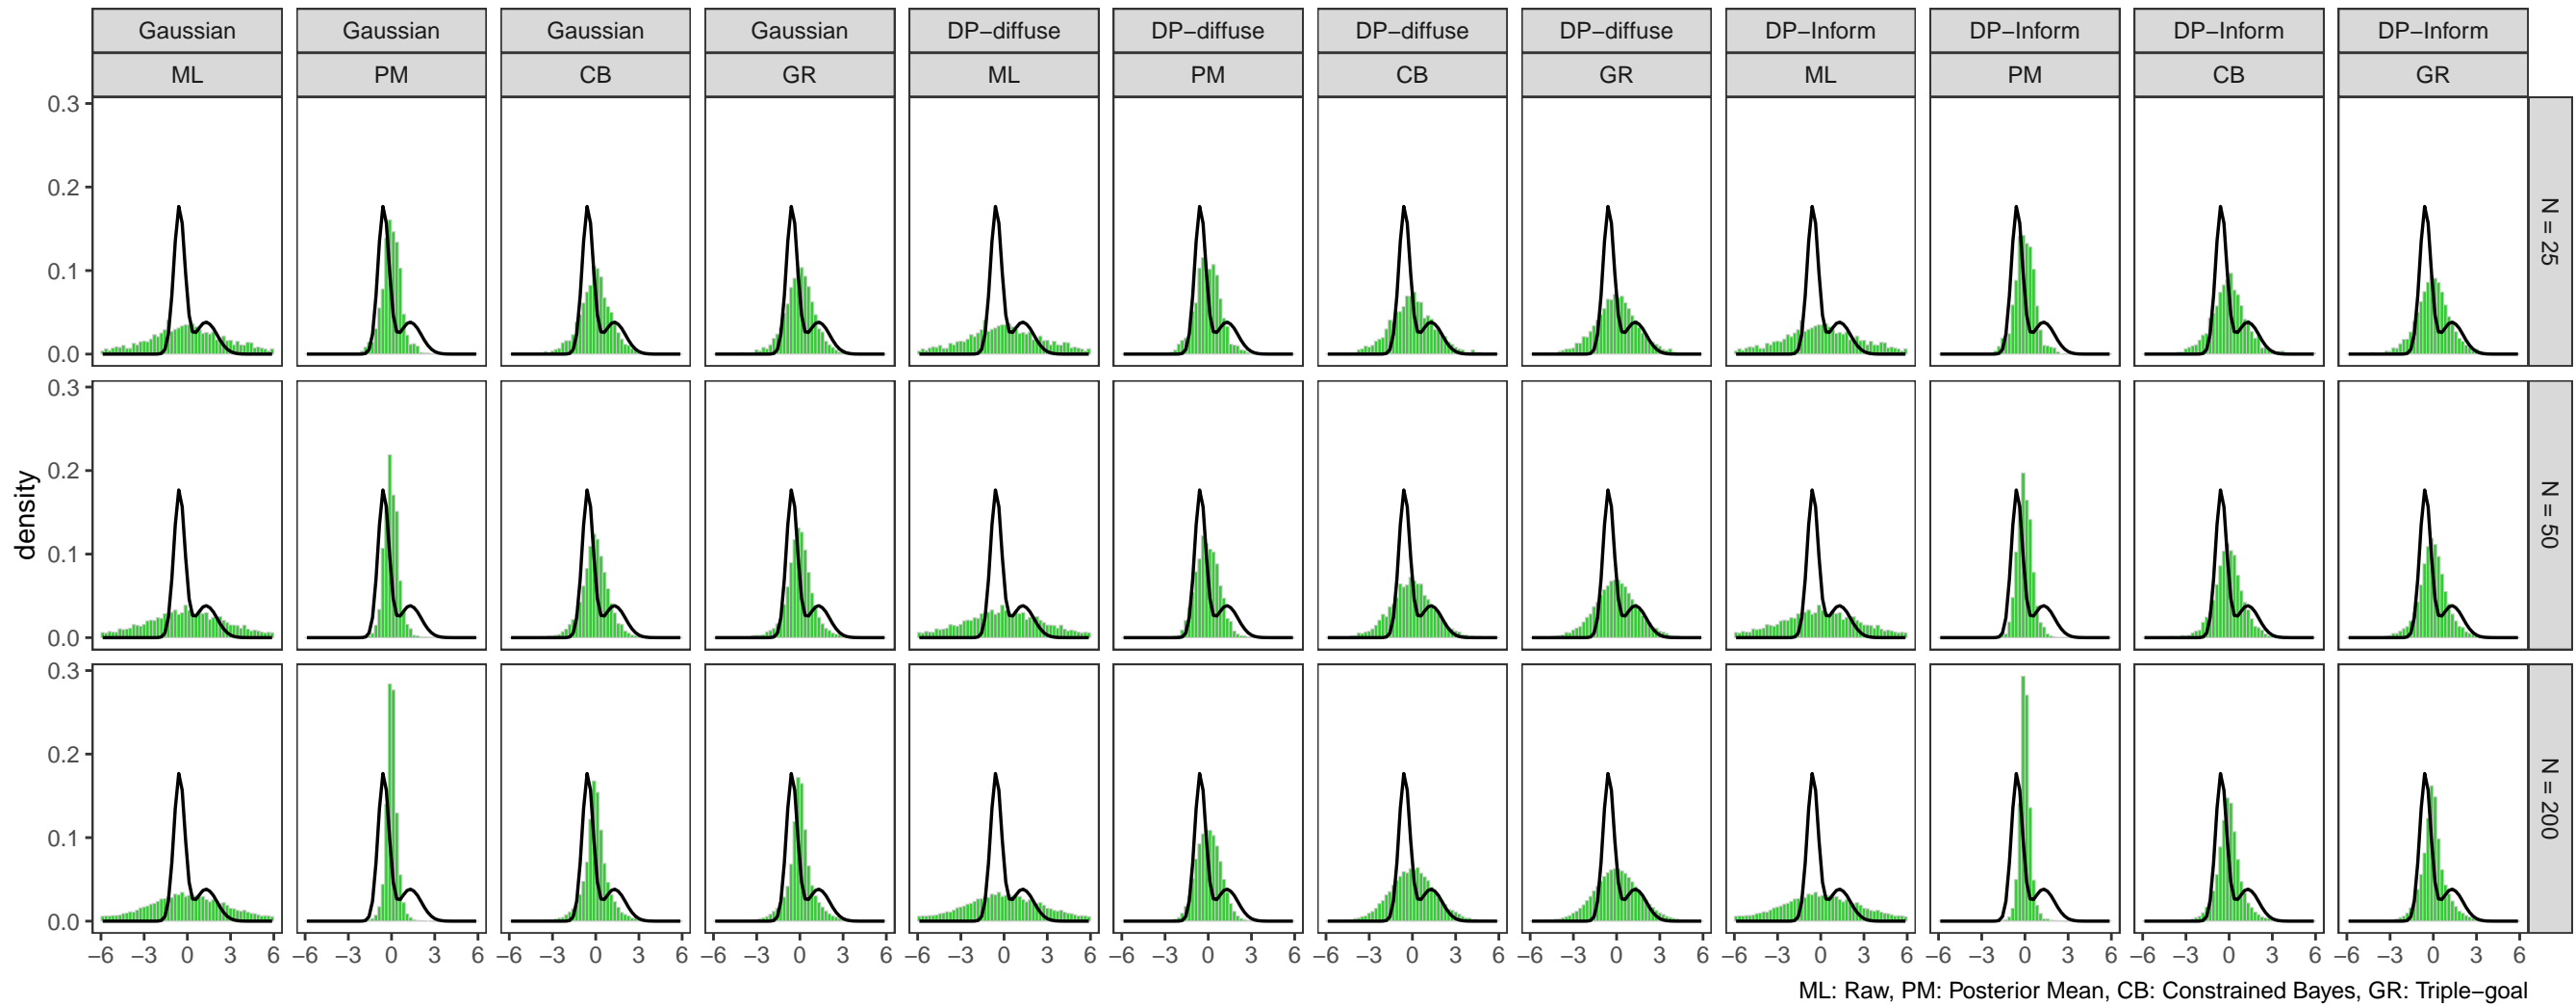 Gaussian Gaussian Gaussian Gaussian DP−diffuse DP−diffuse DP−diffuse DP−diffuse DP−Inform DP−Inform DP−Inform DP−Inform
ML PM CB GR ML PM CB GR ML PM CB GR
0.3
0.2
0.1
0.0
N = 25
0.3
0.2
0.1
0.0
N = 50
density
0.3
0.2
0.1
0.0
N = 200
−6 −3 0 3 6 −6 −3 0 3 6 −6 −3 0 3 6 −6 −3 0 3 6 −6 −3 0 3 6 −6 −3 0 3 6 −6 −3 0 3 6 −6 −3 0 3 6 −6 −3 0 3 6 −6 −3 0 3 6 −6 −3 0 3 6 −6 −3 0 3 6
ML: Raw, PM: Posterior Mean, CB: Constrained Bayes, GR: Triple−goal